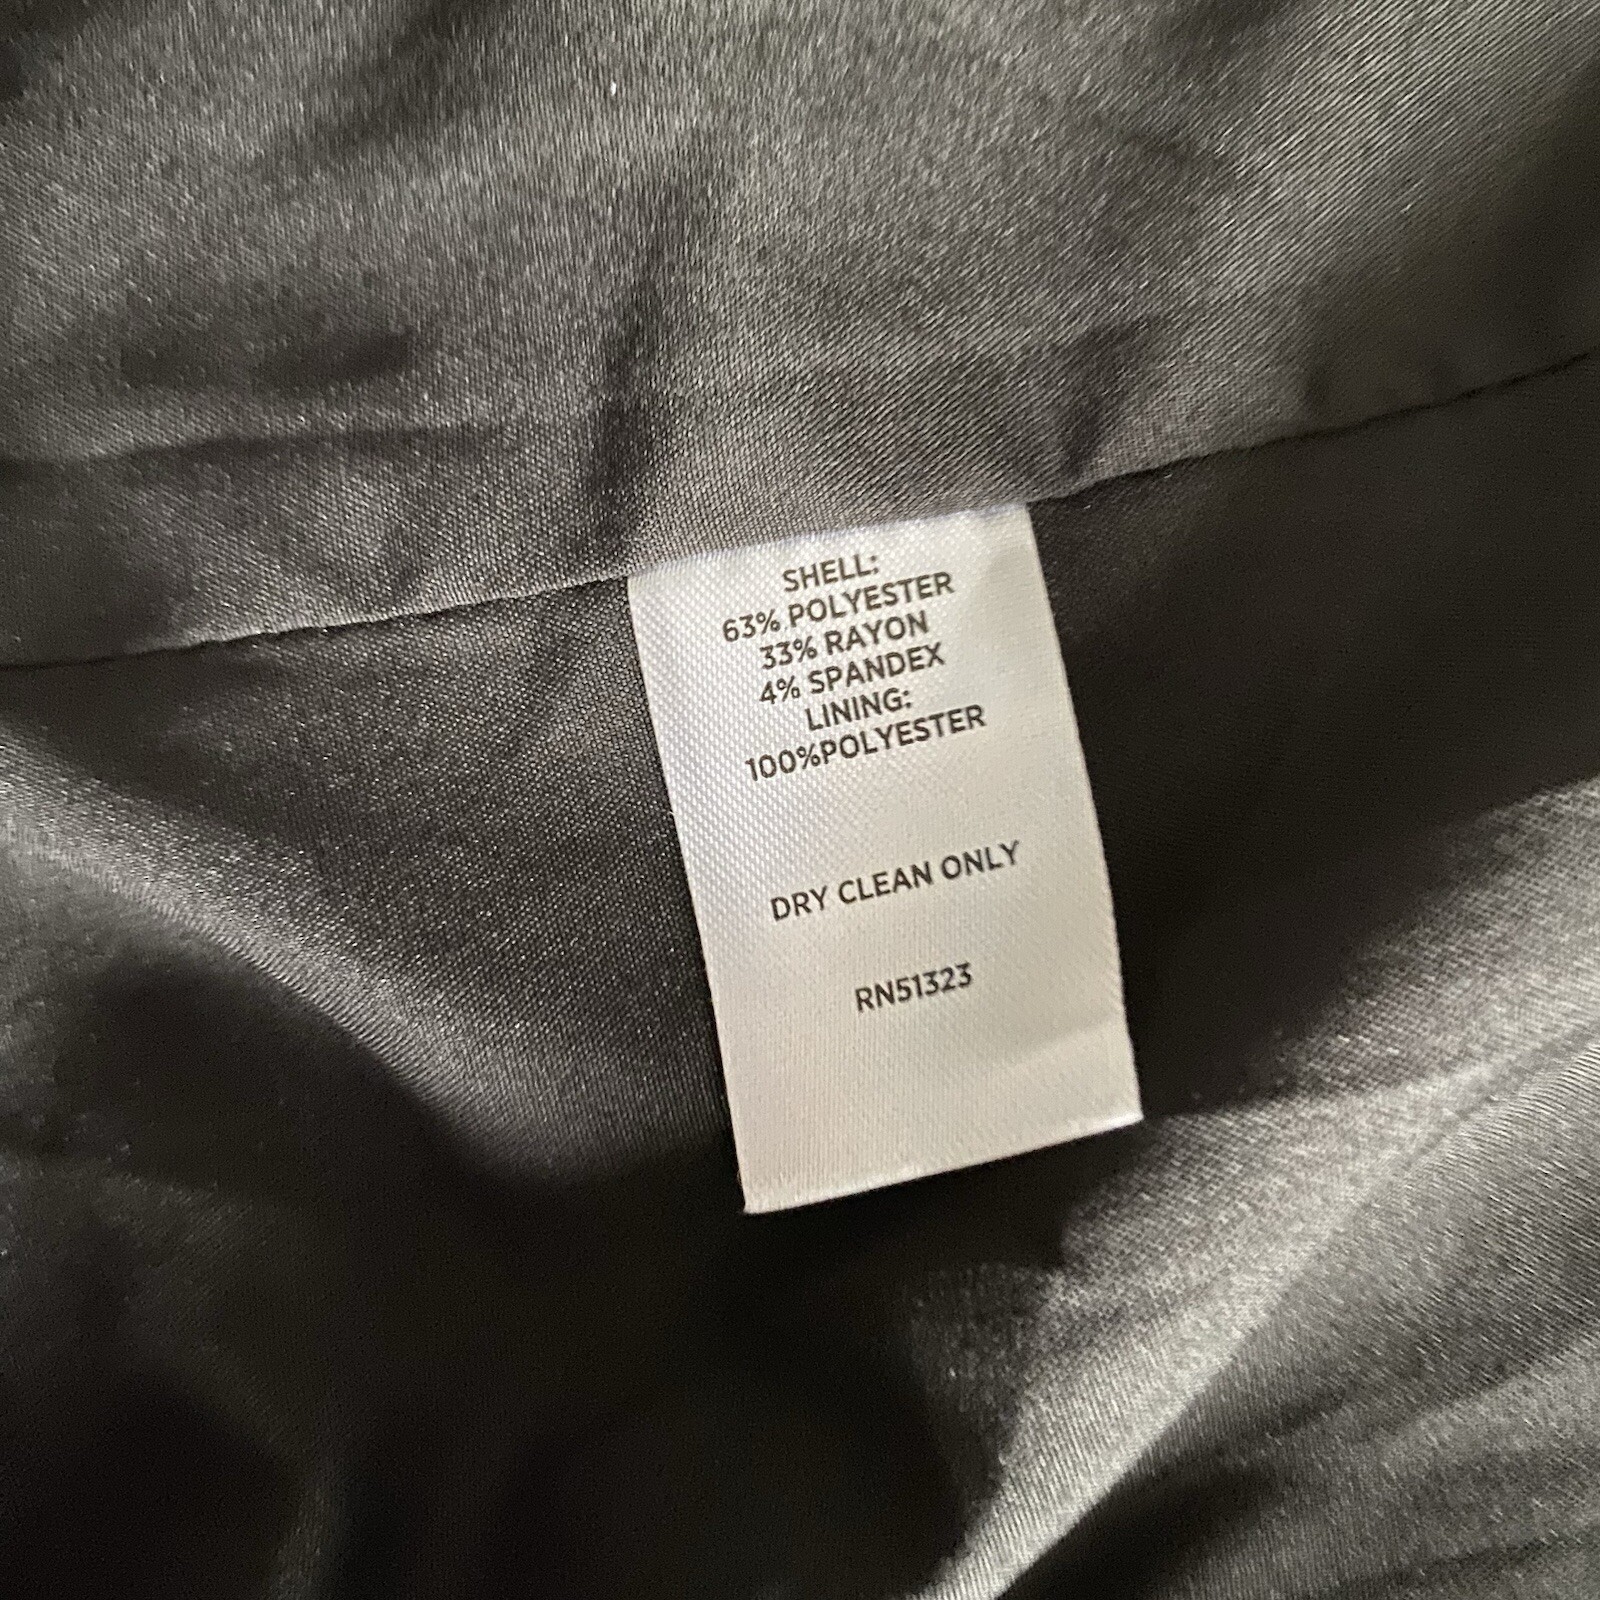 SHELL:
63% POLYESTER
33% RAYON
4% SPANDEX
LINING:
100%POLYESTER
DRY CLEAN ONLY
RN51323